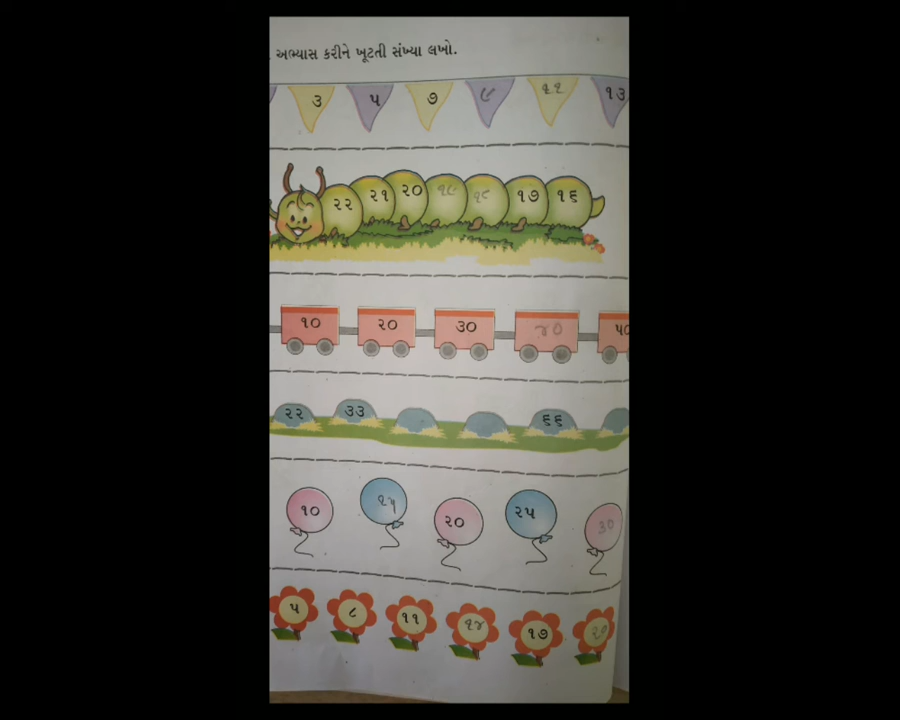 અભ્યાસ કરીને ખૂટતી સંખ્યા લખો.
૩ ૫ ૭ ૯ ૧૧ ૧૩
૨૨ ૨૧ ૨૦ ૧૯ ૧૮ ૧૭ ૧૬
૧૦ ૨૦ ૩૦ ૪૦ ૫૦
૨૨ ૩૩ ૬૬
૧૦ ૧૫ ૨૦ ૨૫ ૩૦
૫ ૮ ૧૧ ૧૪ ૧૭ ૨૦